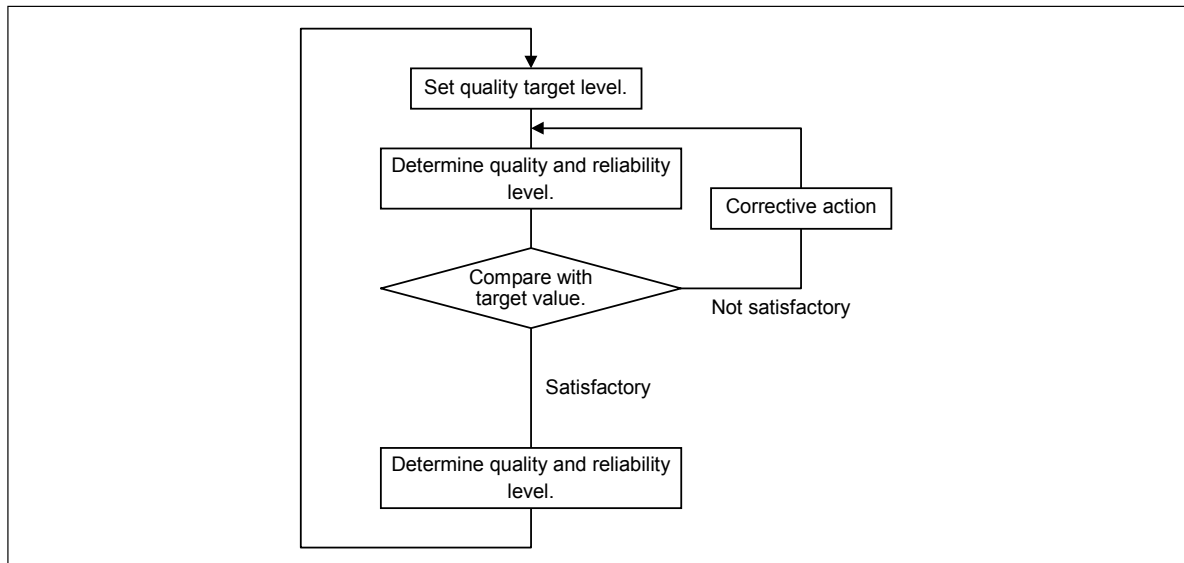 Set quality target level.
Determine quality and reliability
level.
Corrective action
Compare with
target value.
Not satisfactory
Satisfactory
Determine quality and reliability
level.